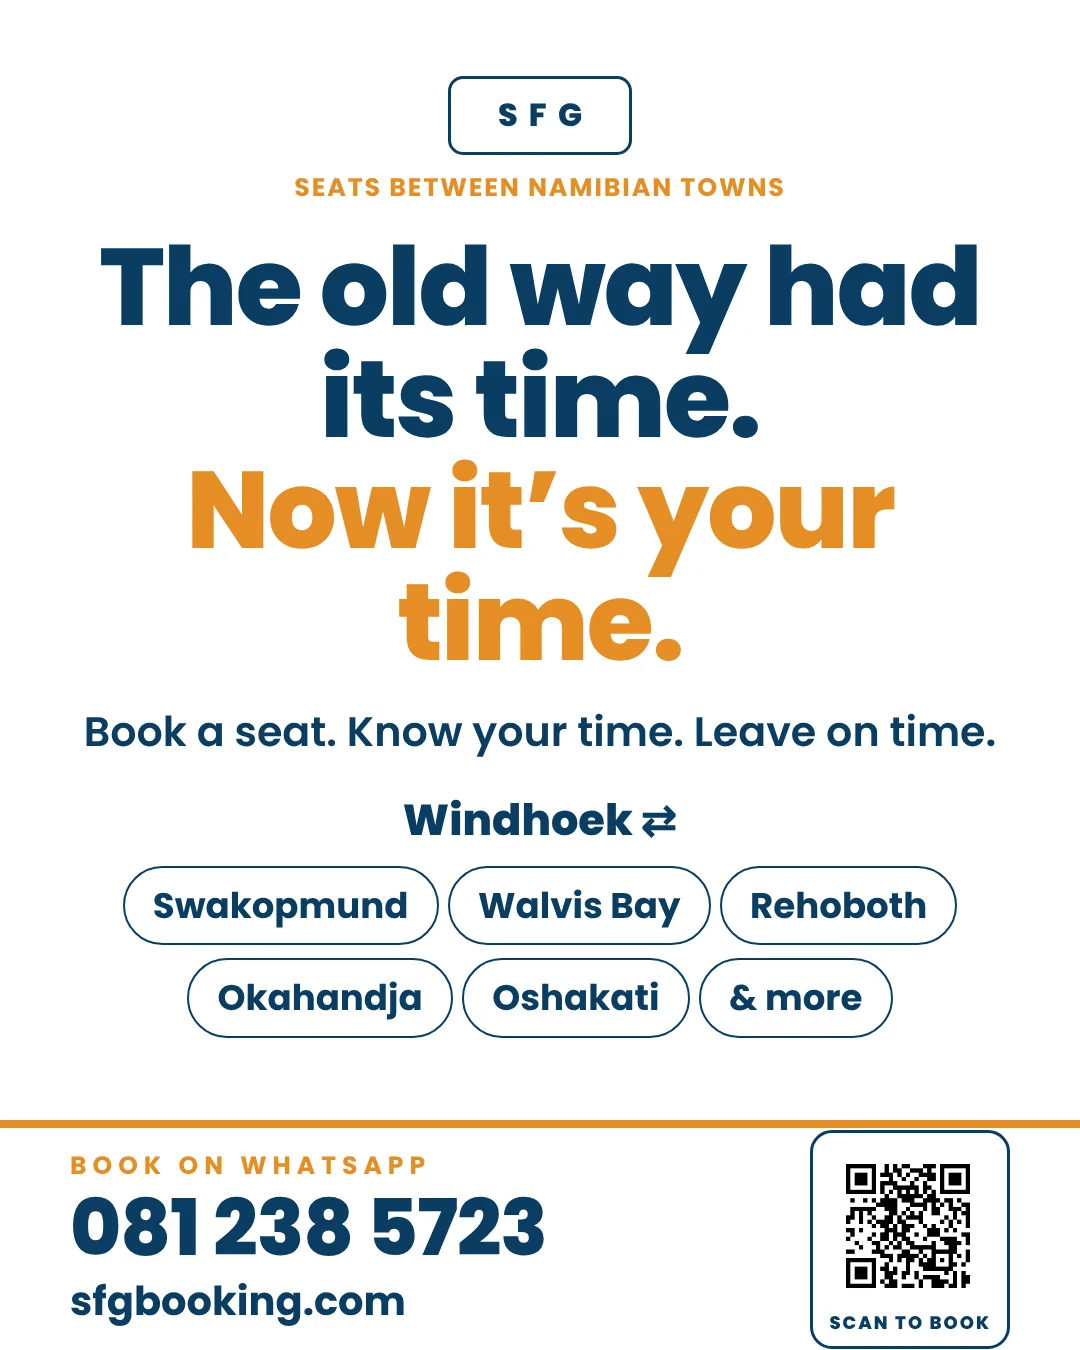 SFG
SEATS BETWEEN NAMIBIAN TOWNS
The old way had
its time.
Now it’s your
time.
Book a seat. Know your time. Leave on time.
Windhoek ⇄
Swakopmund Walvis Bay Rehoboth
Okahandja Oshakati & more
BOOK ON WHATSAPP
081 238 5723
sfgbooking.com
SCAN TO BOOK